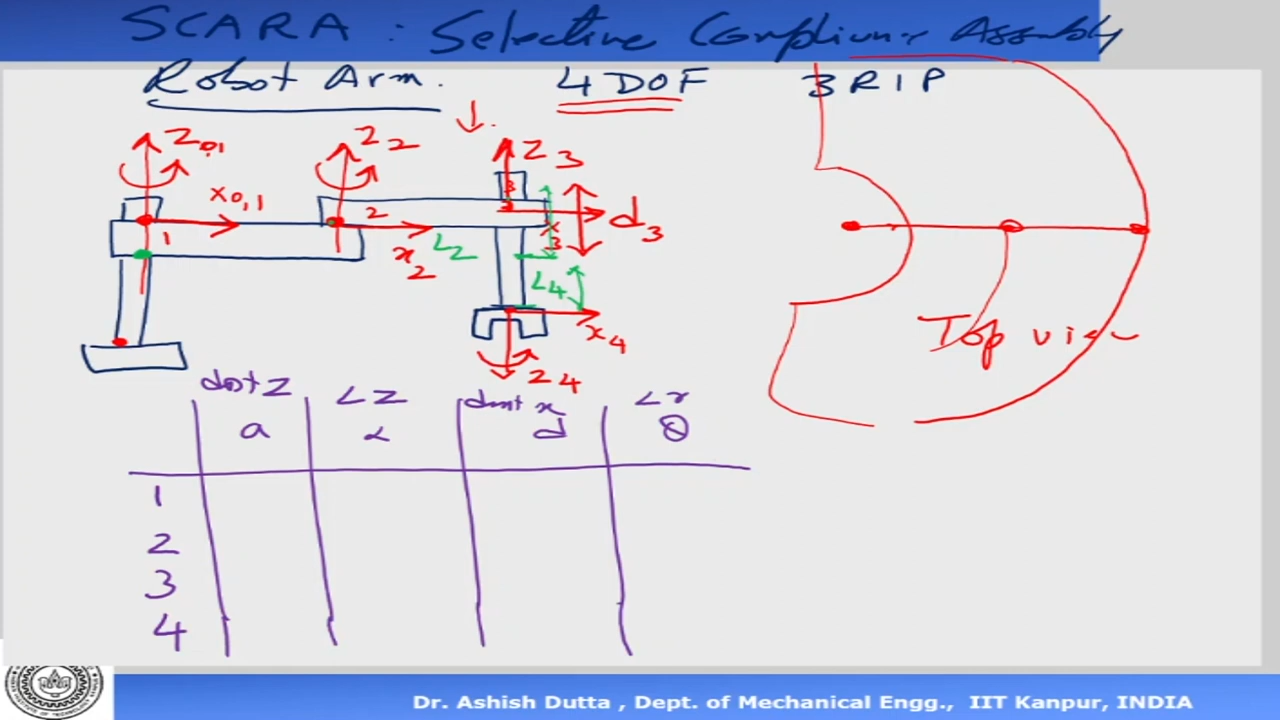 SCARA : Selective Compliance Assembly
Robot Arm. 4 DOF 3R1P
Z0,1 Z2 Z3
x0,1 2 3 d3
1 x2 L2 x3
L4
x4
Z4
Top view
dist Z ∠Z dist x ∠x
a α d θ
1
2
3
4
Dr. Ashish Dutta , Dept. of Mechanical Engg., IIT Kanpur, INDIA